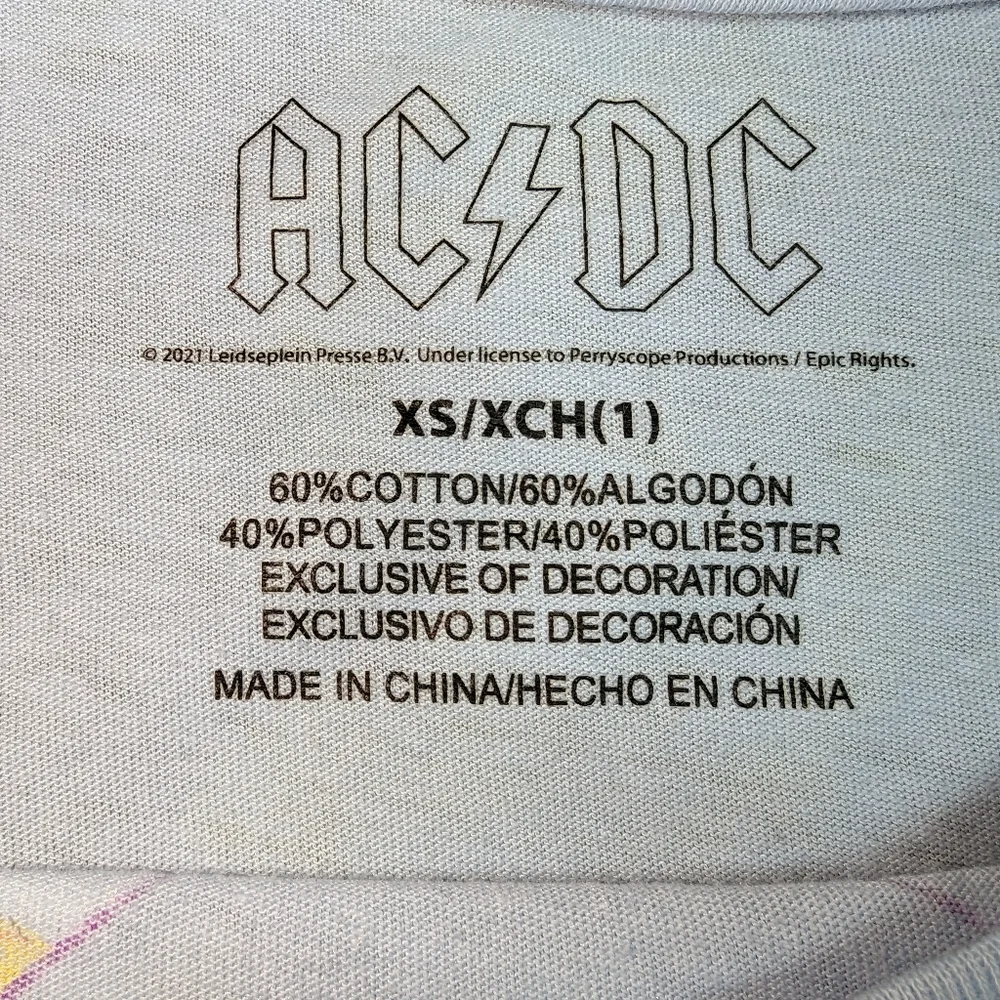 AC⚡DC
© 2021 Leidseplein Presse B.V. Under license to Perryscope Productions / Epic Rights.
XS/XCH(1)
60%COTTON/60%ALGODÓN
40%POLYESTER/40%POLIÉSTER
EXCLUSIVE OF DECORATION/
EXCLUSIVO DE DECORACIÓN
MADE IN CHINA/HECHO EN CHINA